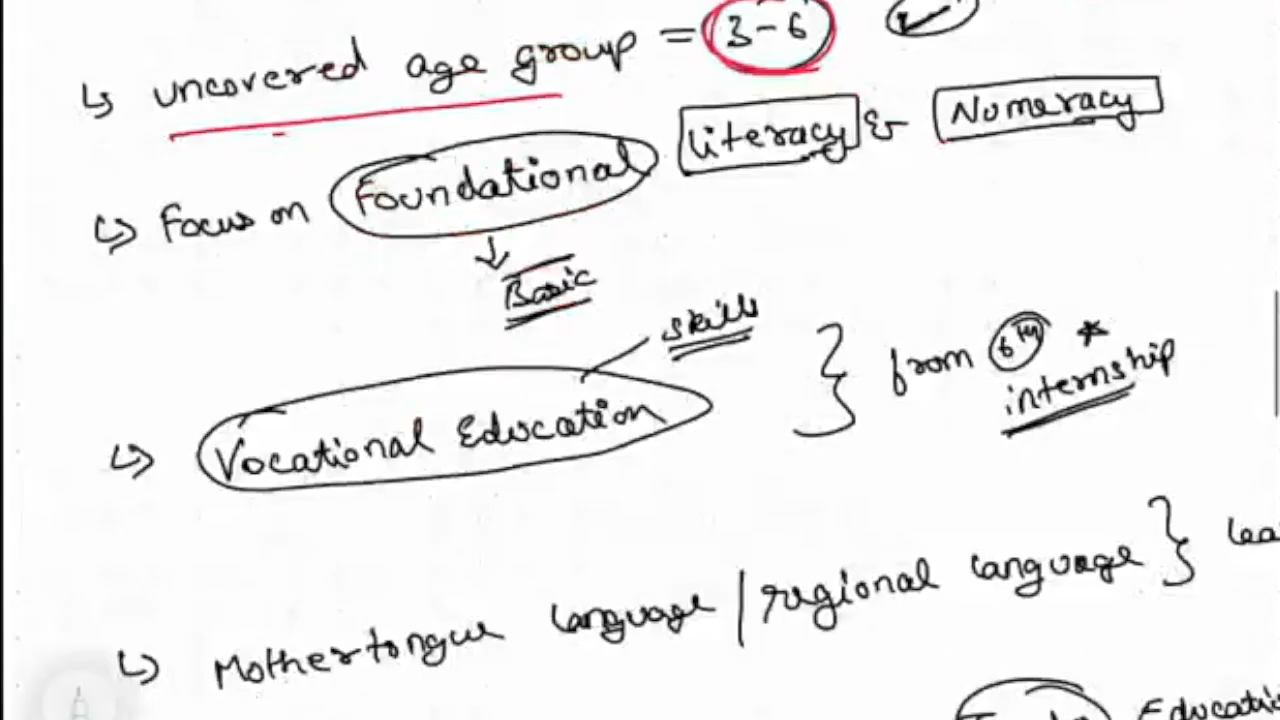 ↳ uncovered age group = 3-6
↳ Focus on Foundational literacy & Numeracy
↓
Basic
skills
↳ Vocational Education } from 6th *
internship
↳ Mothertongue language / regional language }
Educatio